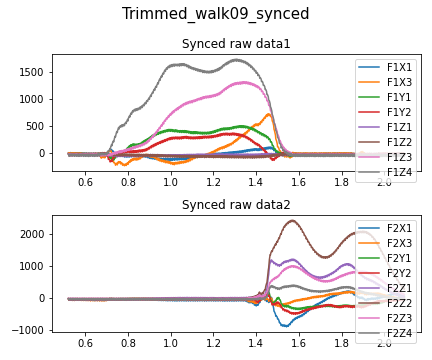 Trimmed_walk09_synced
Synced raw data1
1500
1000
500
0
0.6 0.8 1.0 1.2 1.4 1.6 1.8 2.0
F1X1
F1X3
F1Y1
F1Y2
F1Z1
F1Z2
F1Z3
F1Z4
Synced raw data2
2000
1000
0
−1000
0.6 0.8 1.0 1.2 1.4 1.6 1.8 2.0
F2X1
F2X3
F2Y1
F2Y2
F2Z1
F2Z2
F2Z3
F2Z4